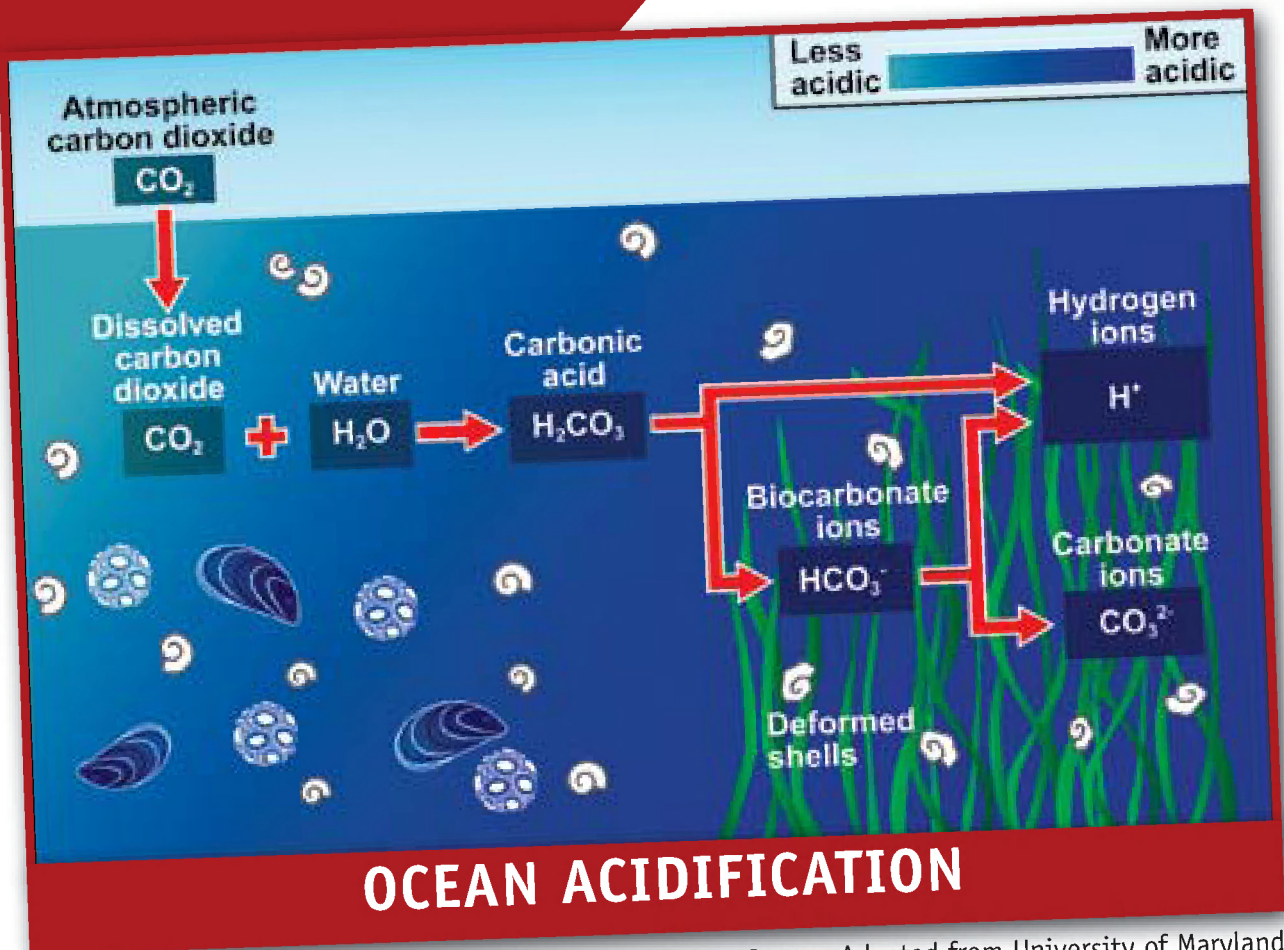 Less
acidic
More
acidic
Atmospheric
carbon dioxide
CO₂
Dissolved
carbon
dioxide
CO₂
+
Water
H₂O
Carbonic
acid
H₂CO₃
Hydrogen
ions
H⁺
Biocarbonate
ions
HCO₃⁻
Carbonate
ions
CO₃²⁻
Deformed
shells
OCEAN ACIDIFICATION
Adapted from University of Maryland